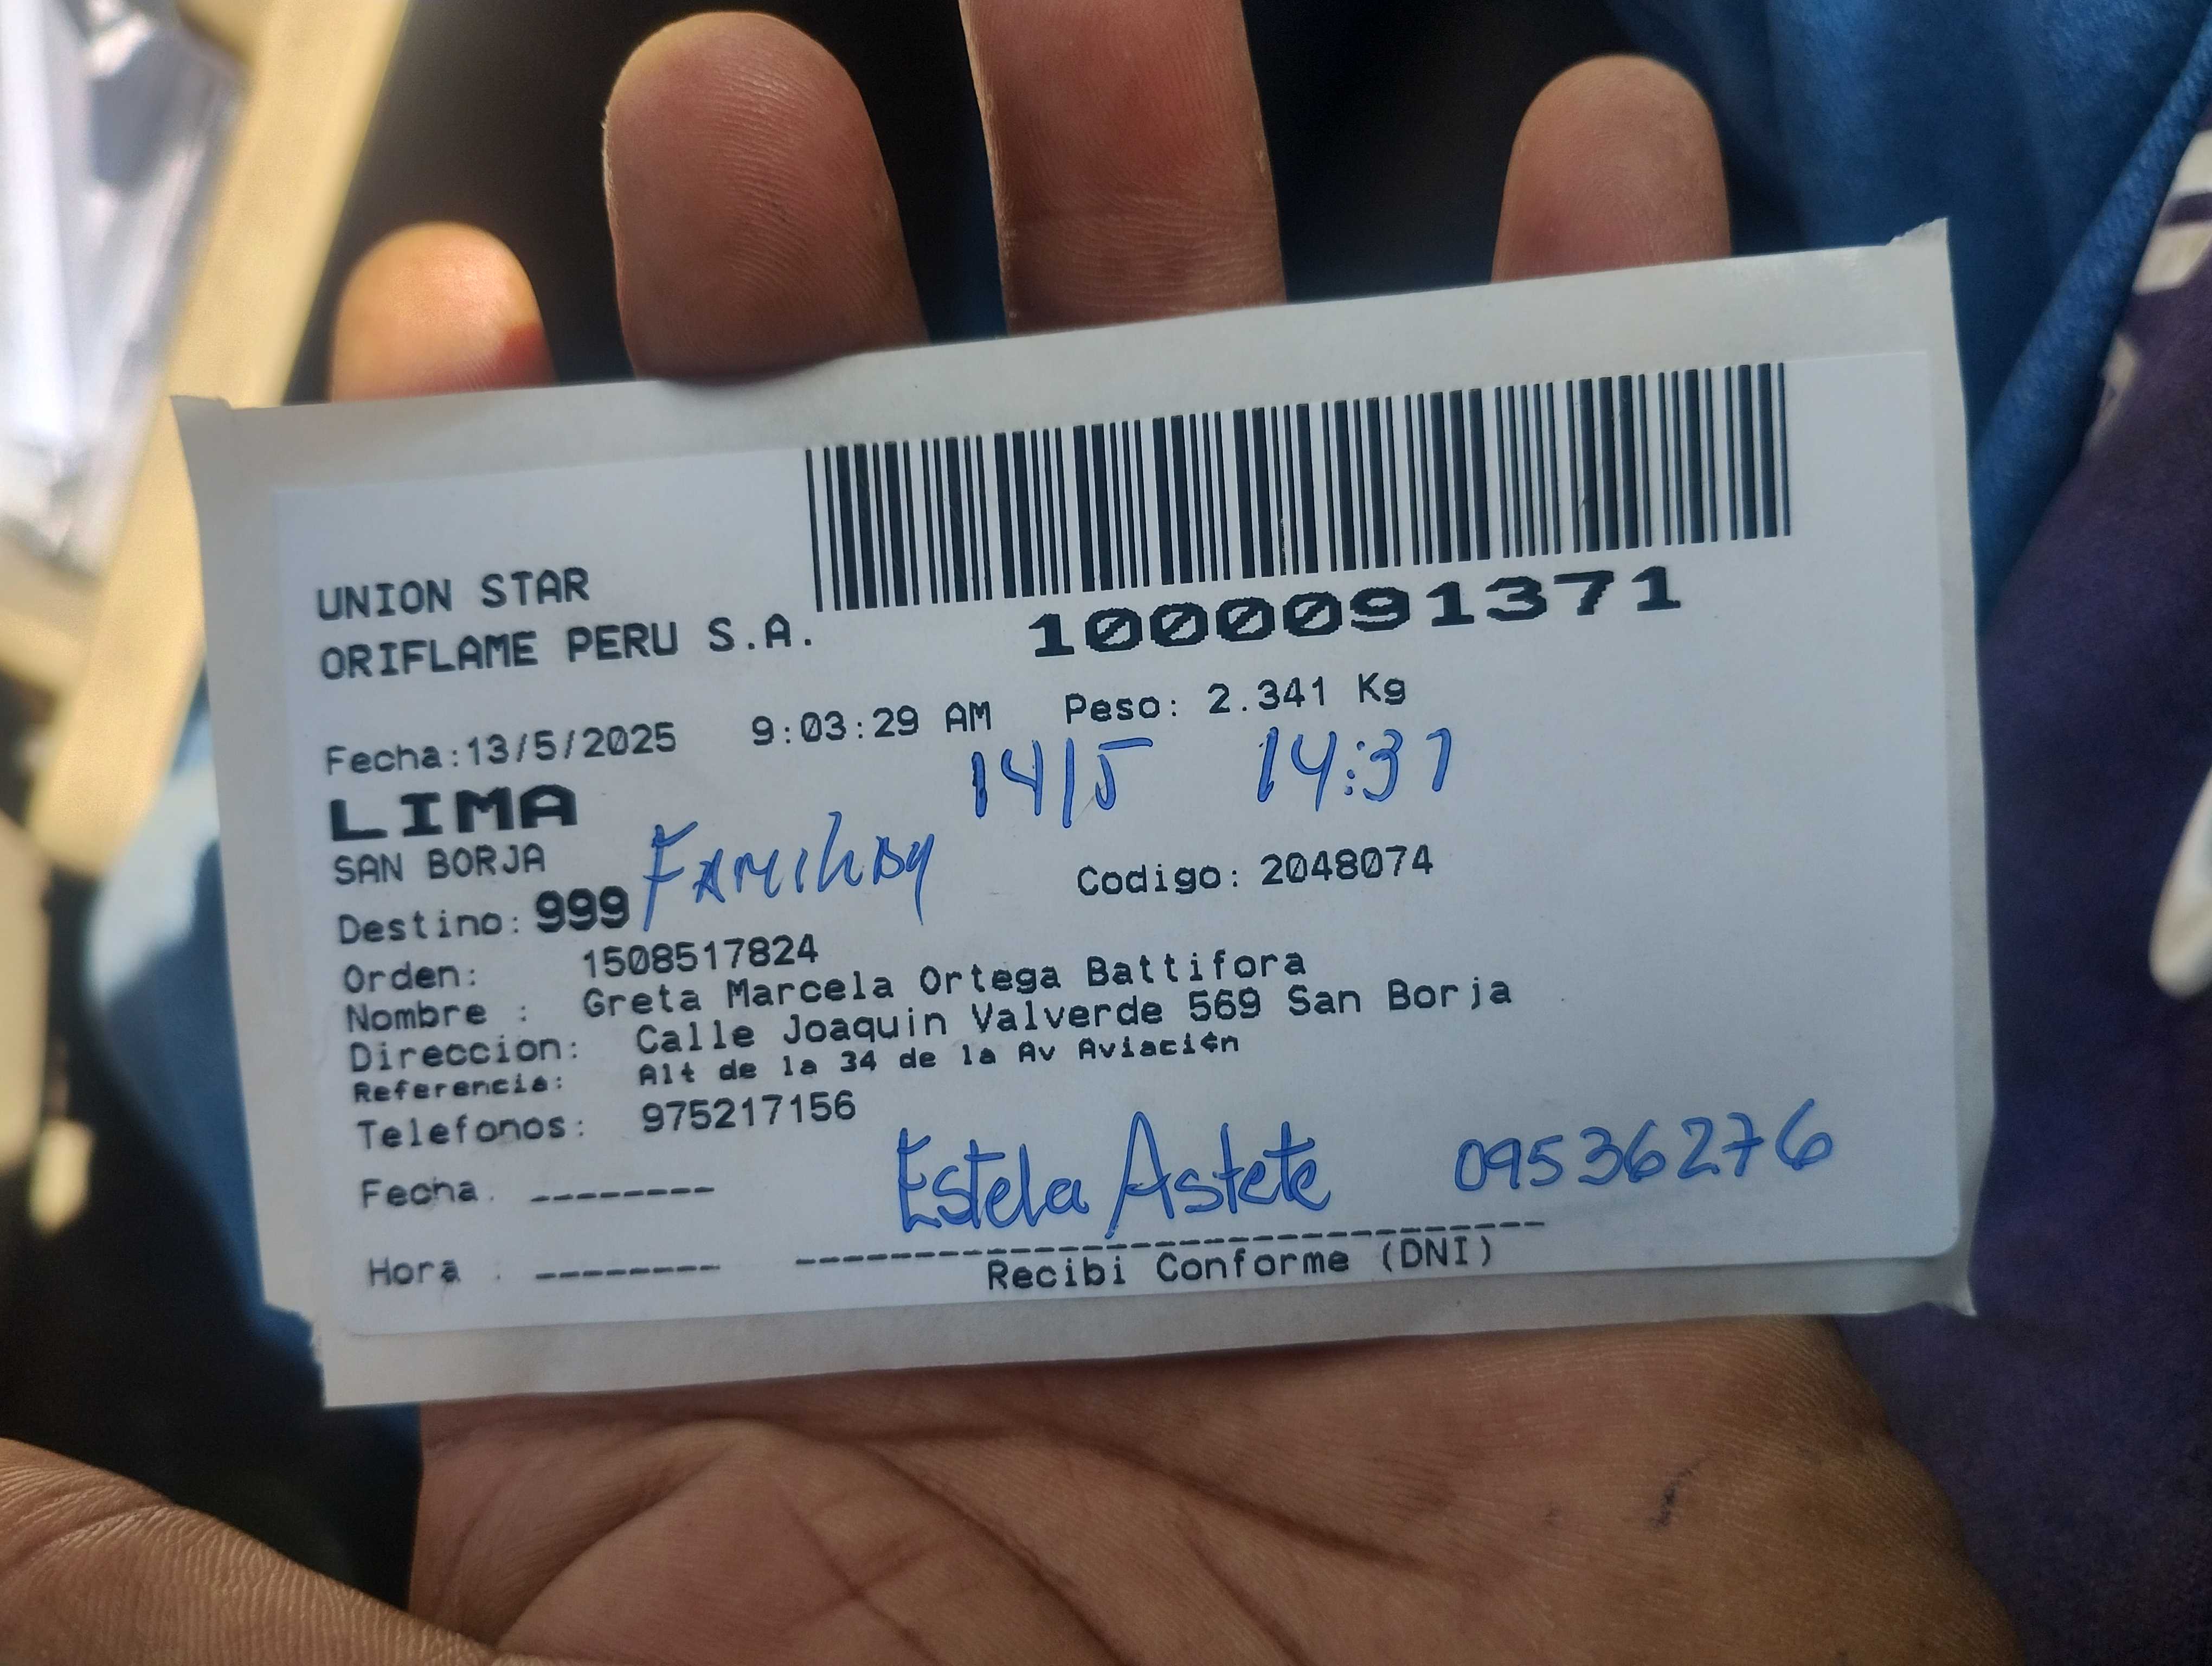 UNION STAR
ORIFLAME PERU S.A.
1000091371
Fecha:13/5/2025 9:03:29 AM Peso: 2.341 Kg
14/5 14:37
LIMA
SAN BORJA
Codigo: 2048074
Destino: 999
Orden: 1508517824
Nombre : Greta Marcela Ortega Battifora
Direccion: Calle Joaquin Valverde 569 San Borja
Referencia: Alt de la 34 de la Av Aviaci¢n
Telefonos: 975217156
Estela Astete 09536276
Fecha. --------
Hora : --------
Recibi Conforme (DNI)